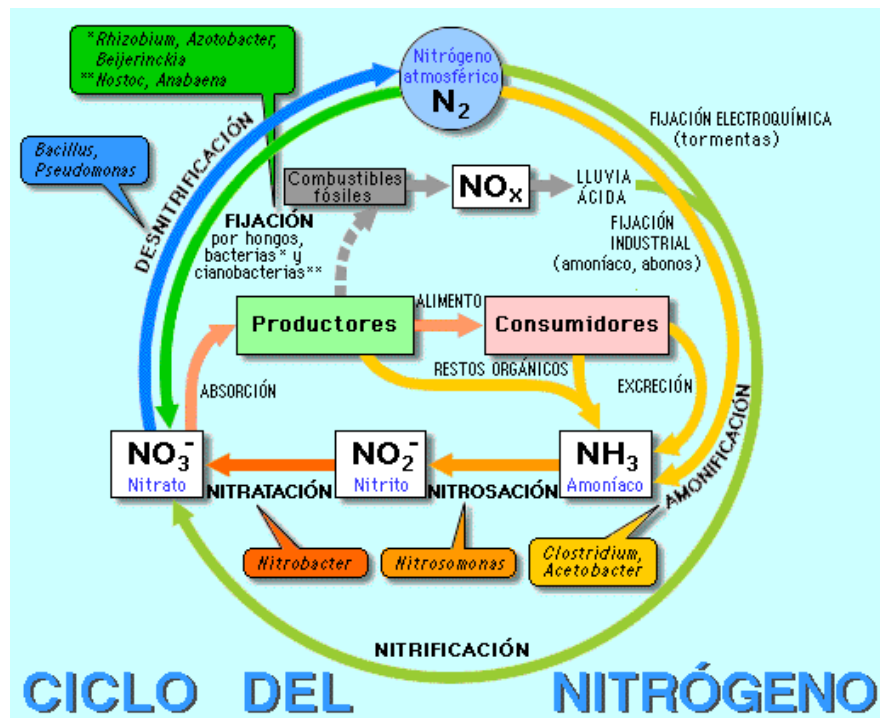 *Rhizobium, Azotobacter,
Beijerinckia
**Nostoc, Anabaena
Nitrógeno
atmosférico
N₂
FIJACIÓN ELECTROQUÍMICA
(tormentas)
Bacillus,
Pseudomonas
DESNITRIFICACIÓN
Combustibles
fósiles
NOₓ
LLUVIA
ÁCIDA
FIJACIÓN
por hongos,
bacterias* y
cianobacterias**
FIJACIÓN
INDUSTRIAL
(amoníaco, abonos)
Productores
ALIMENTO
Consumidores
ABSORCIÓN
RESTOS ORGÁNICOS
EXCRECIÓN
AMONIFICACIÓN
NO₃⁻
Nitrato
NITRATACIÓN
NO₂⁻
Nitrito
NITROSACIÓN
NH₃
Amoníaco
Nitrobacter
Nitrosomonas
Clostridium,
Acetobacter
NITRIFICACIÓN
CICLO DEL NITRÓGENO